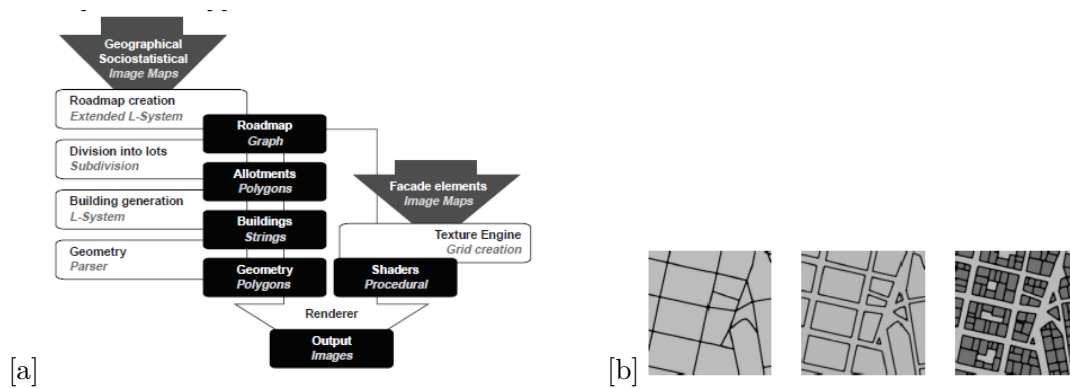 Geographical
Sociostatistical
Image Maps
Roadmap creation
Extended L-System
Roadmap
Graph
Division into lots
Subdivision
Allotments
Polygons
Facade elements
Image Maps
Building generation
L-System
Buildings
Strings
Texture Engine
Grid creation
Geometry
Parser
Geometry
Polygons
Shaders
Procedural
Renderer
Output
Images
[a]
[b]